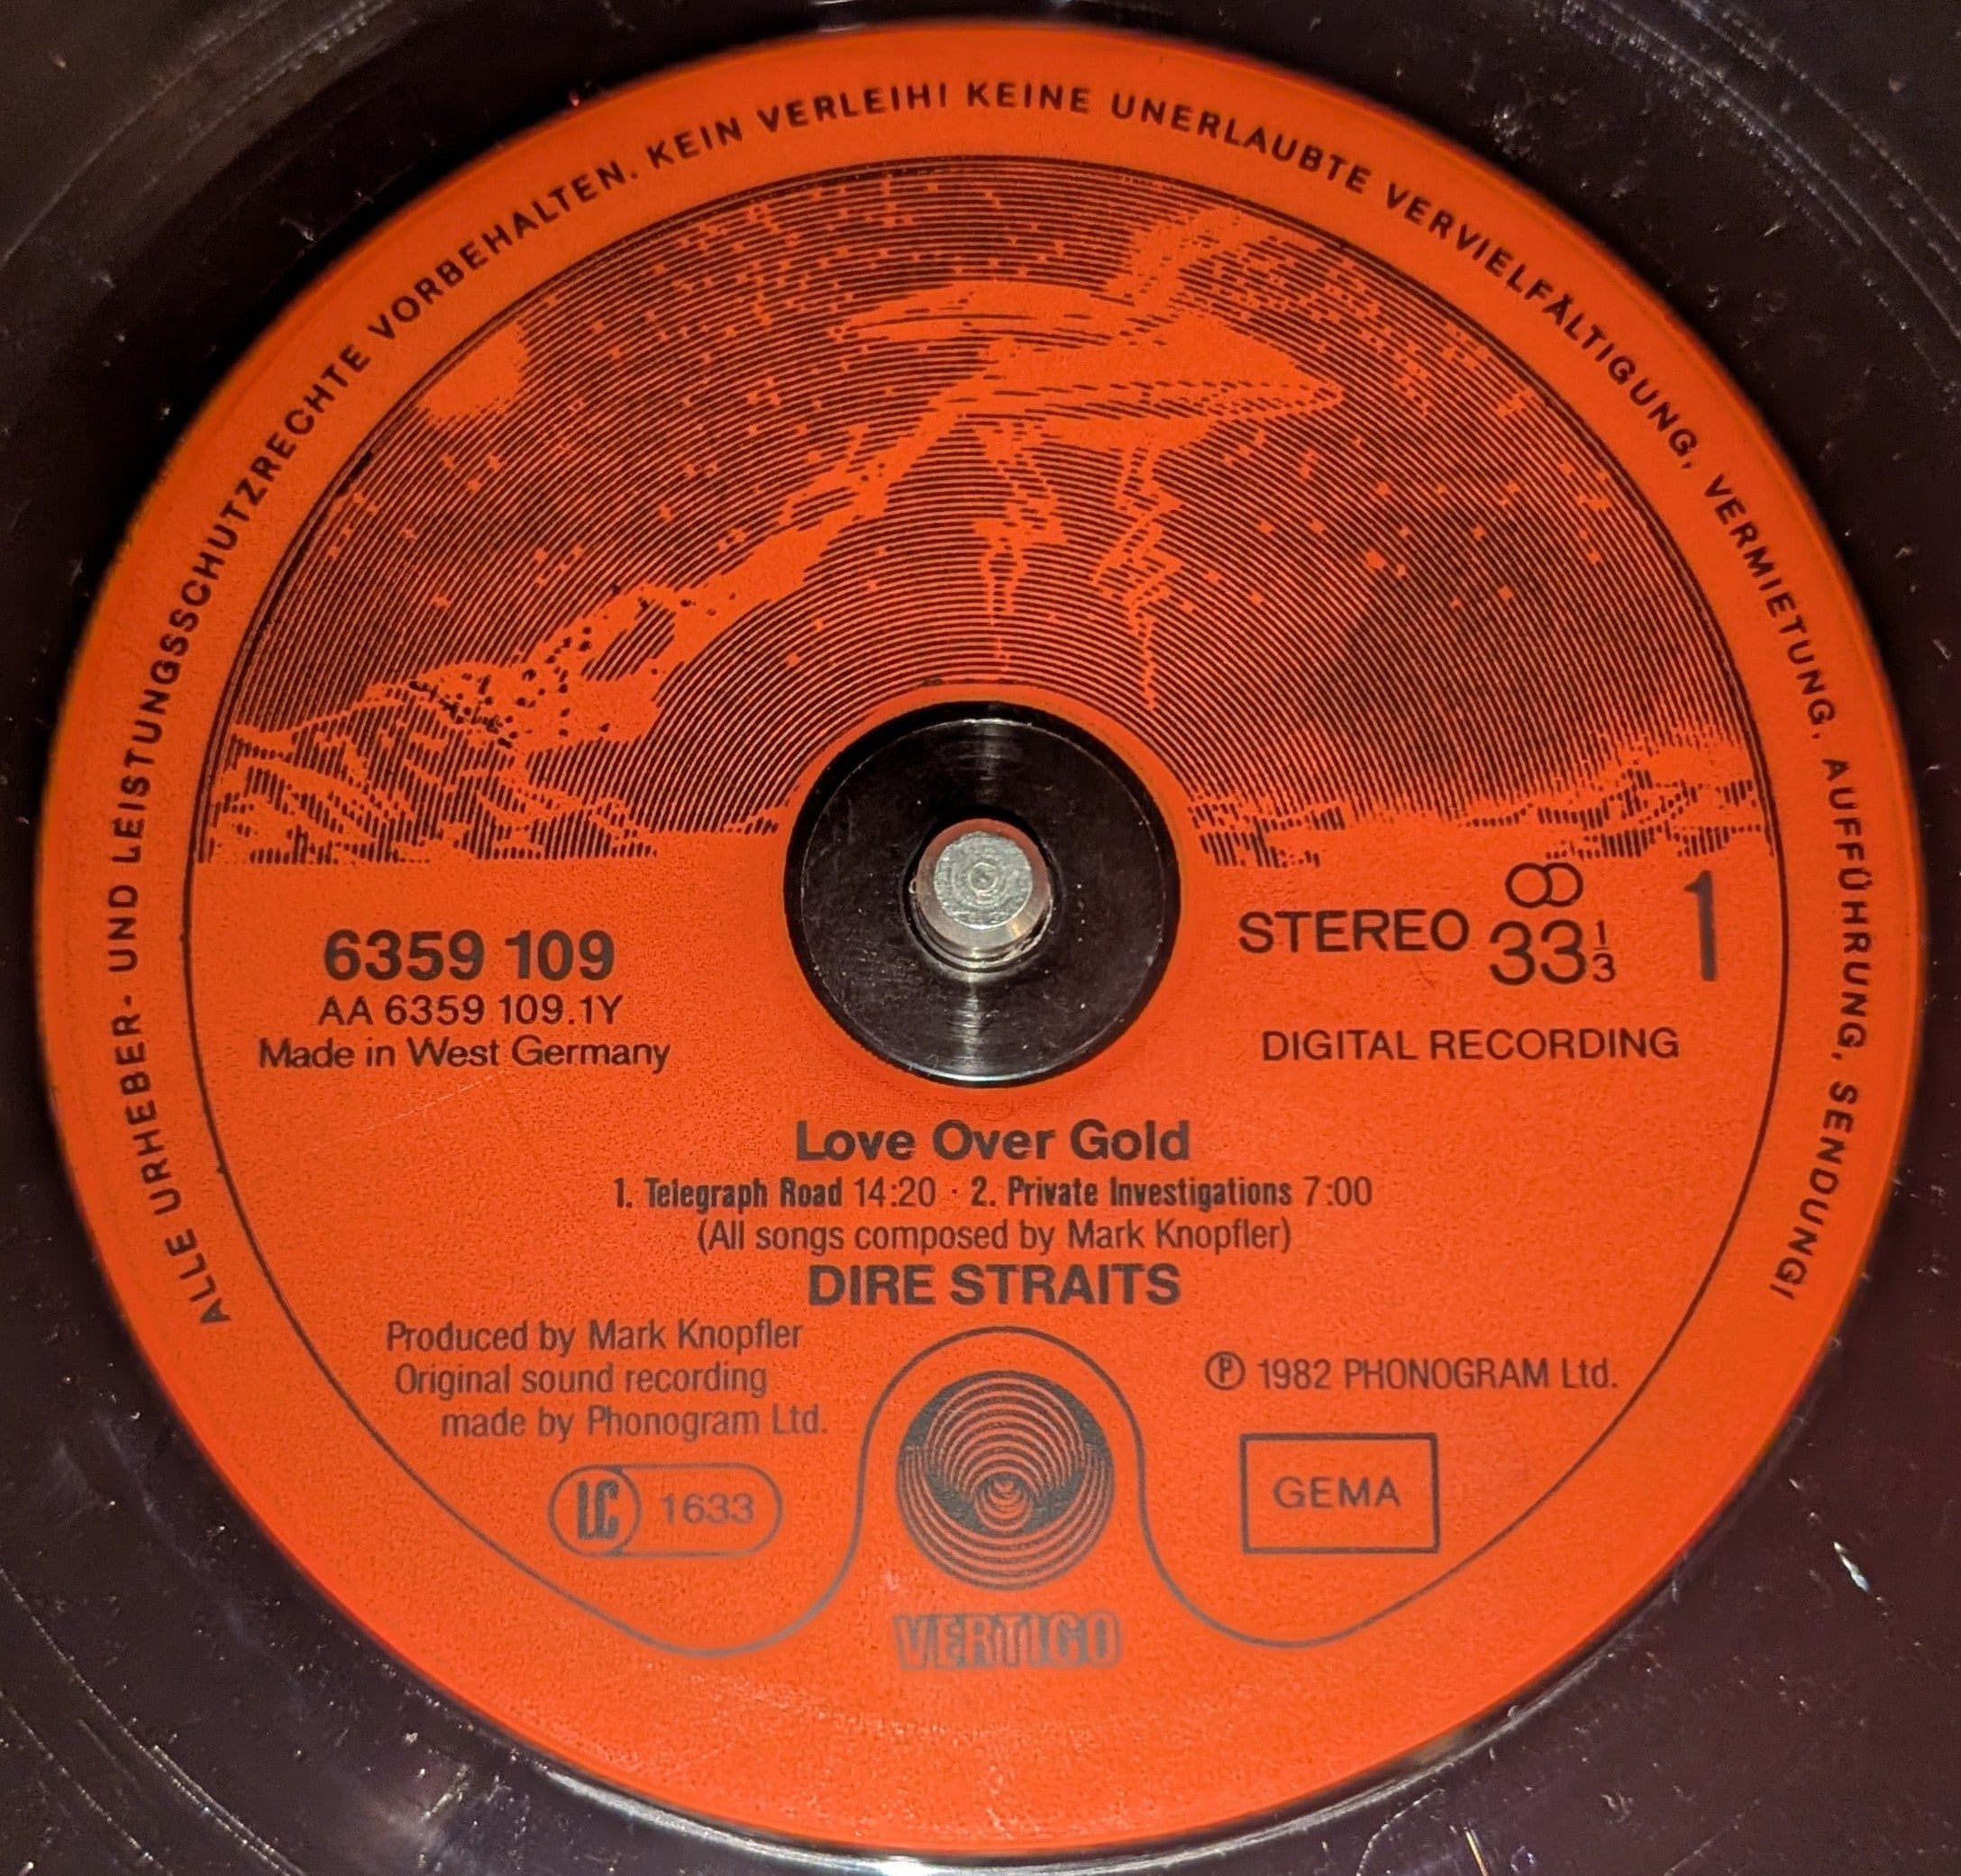 ALLE URHEBER- UND LEISTUNGSSCHUTZRECHTE VORBEHALTEN. KEIN VERLEIH! KEINE UNERLAUBTE VERVIELFÄLTIGUNG, VERMIETUNG, AUFFÜHRUNG, SENDUNG!
6359 109
AA 6359 109.1Y
Made in West Germany
STEREO 33 1/3
1
DIGITAL RECORDING
Love Over Gold
1. Telegraph Road 14:20 · 2. Private Investigations 7:00
(All songs composed by Mark Knopfler)
DIRE STRAITS
Produced by Mark Knopfler
Original sound recording
made by Phonogram Ltd.
℗ 1982 PHONOGRAM Ltd.
LC 1633
GEMA
VERTIGO